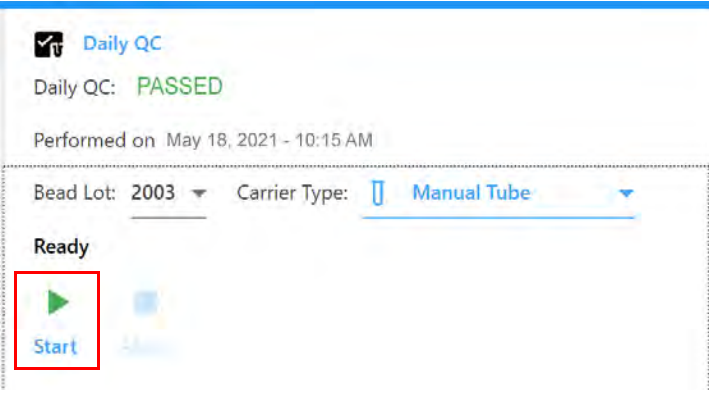 Daily QC
Daily QC: PASSED
Performed on May 18, 2021 - 10:15 AM
Bead Lot: 2003 Carrier Type: Manual Tube
Ready
Start